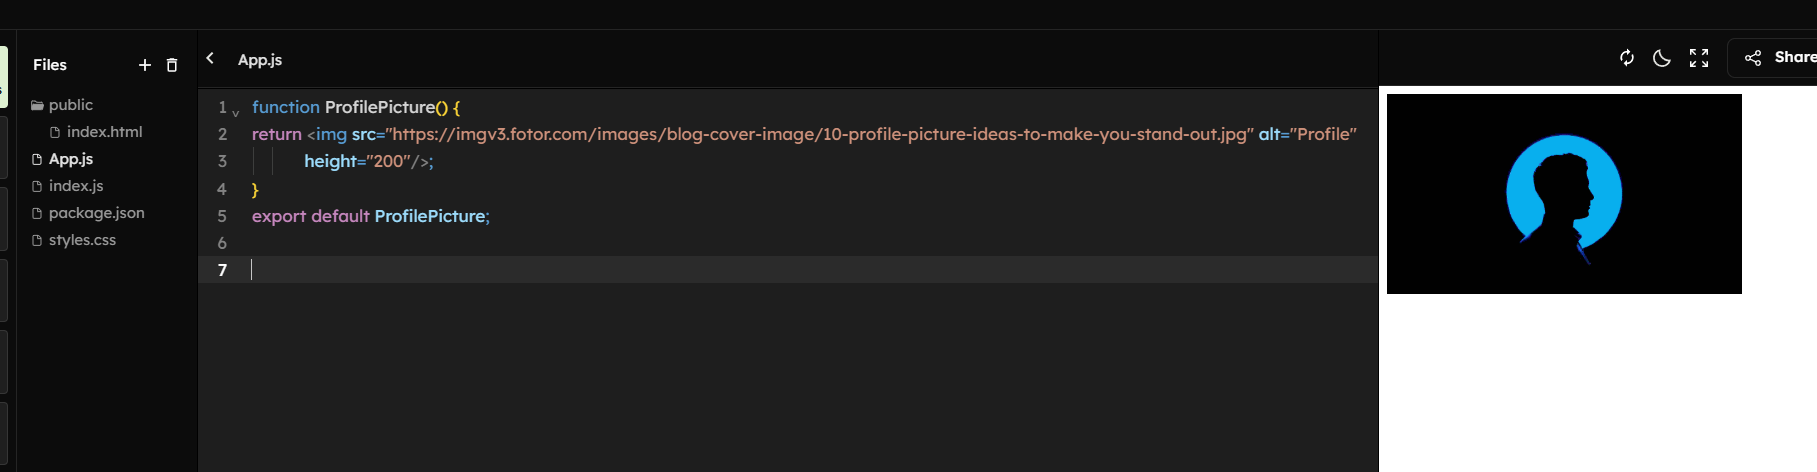 Files
public
index.html
App.js
index.js
package.json
styles.css
App.js
1 function ProfilePicture() {
2 return <img src="https://imgv3.fotor.com/images/blog-cover-image/10-profile-picture-ideas-to-make-you-stand-out.jpg" alt="Profile"
3 height="200"/>;
4 }
5 export default ProfilePicture;
6
7
Share